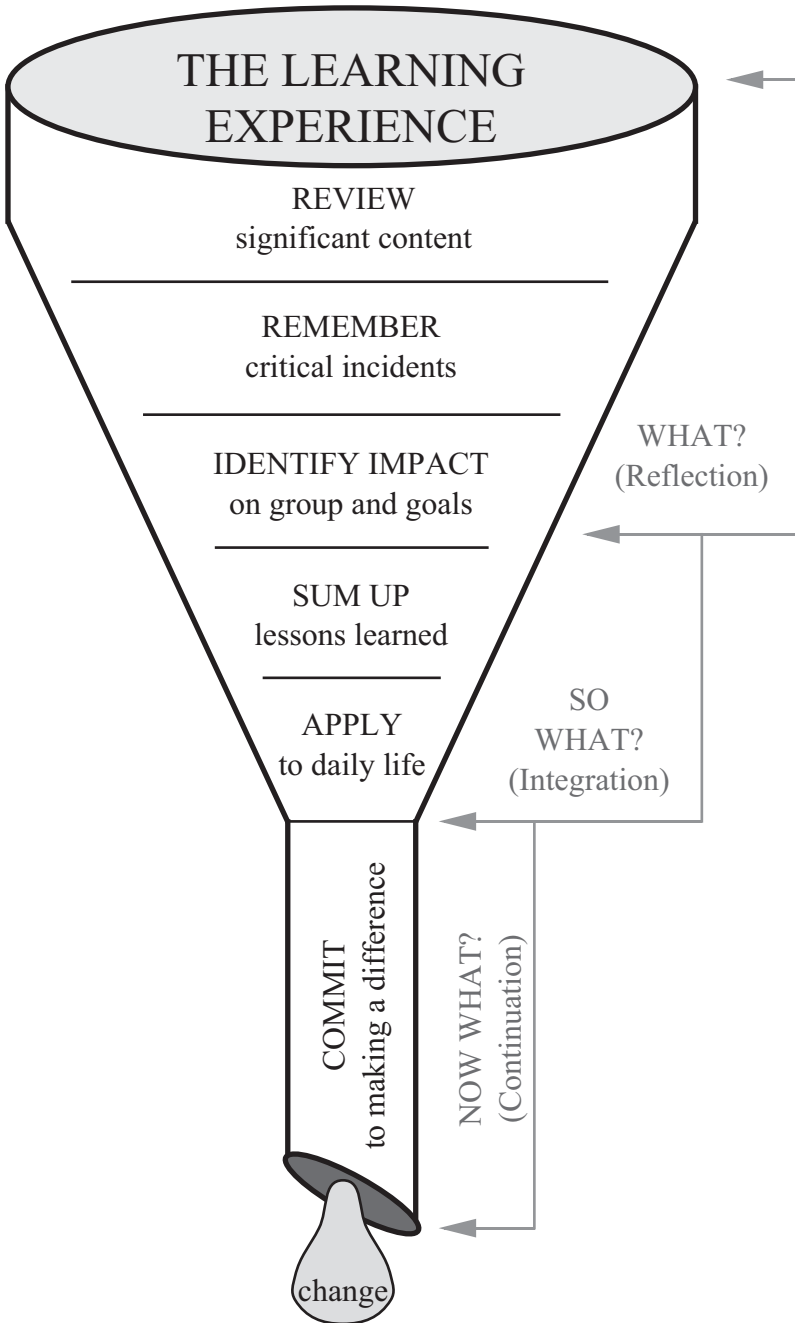 THE LEARNING
EXPERIENCE
REVIEW
significant content
REMEMBER
critical incidents
IDENTIFY IMPACT
on group and goals
SUM UP
lessons learned
APPLY
to daily life
COMMIT
to making a difference
change
WHAT?
(Reflection)
SO
WHAT?
(Integration)
NOW WHAT?
(Continuation)